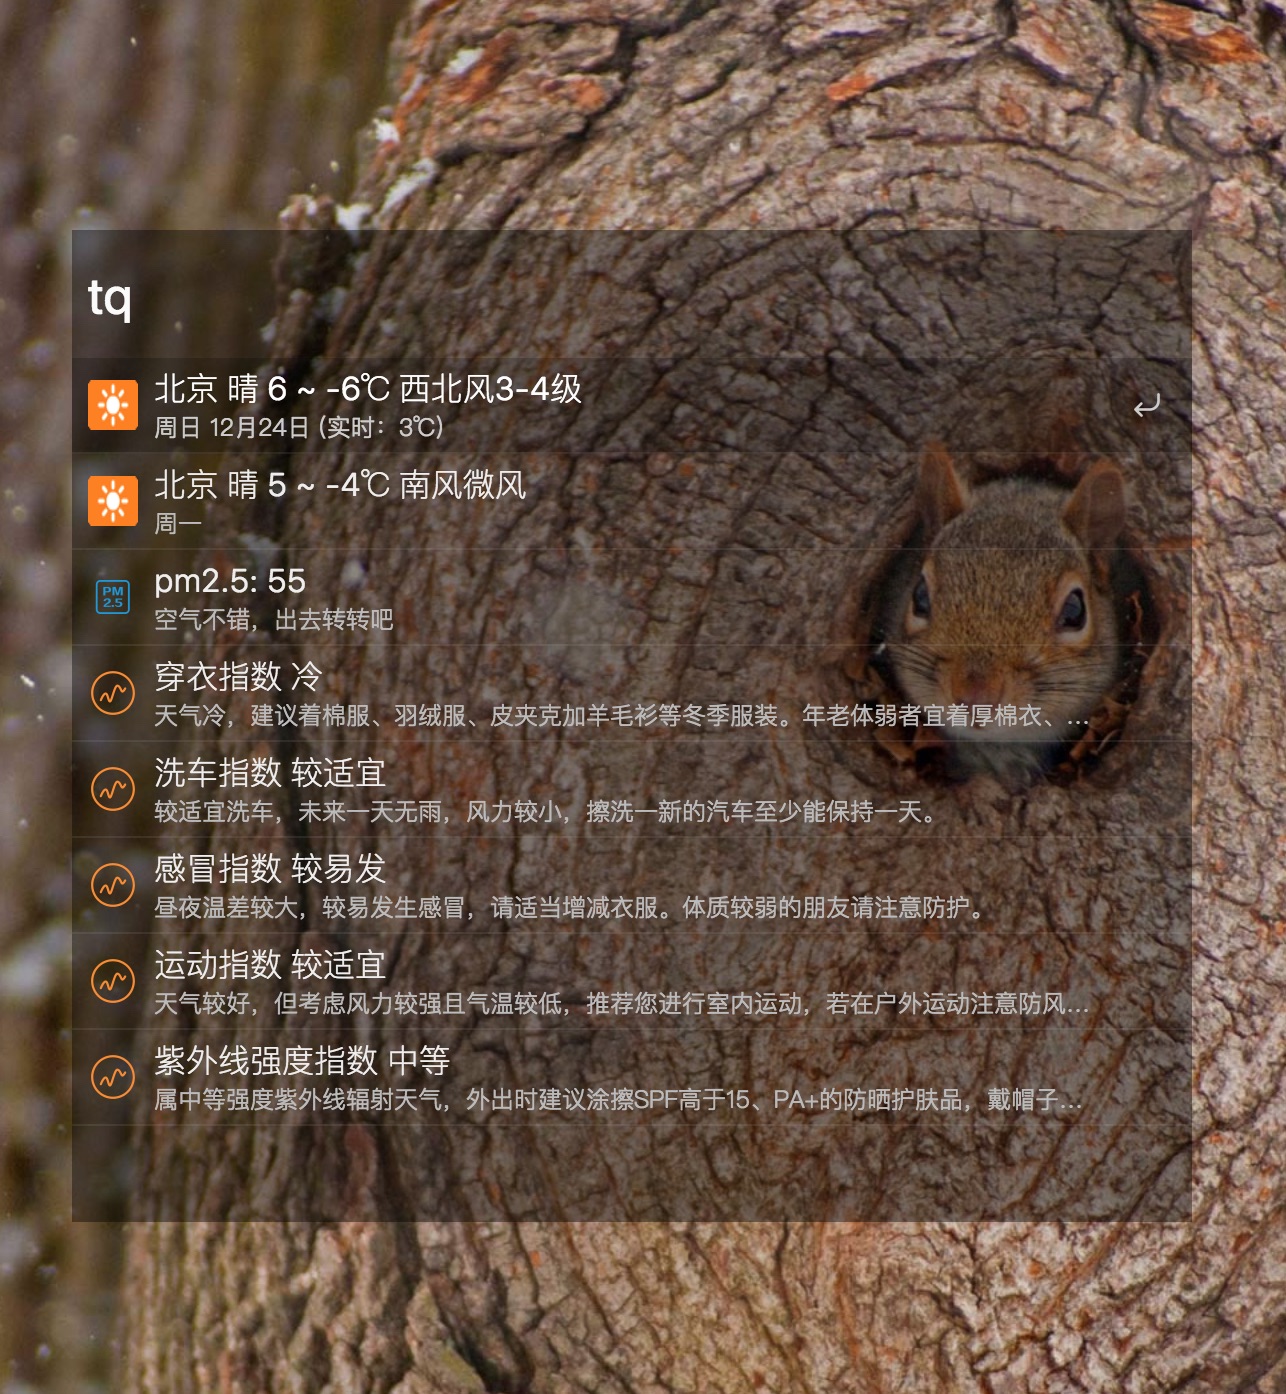 tq
北京 晴 6 ~ -6℃ 西北风3-4级
周日 12月24日 (实时：3℃)
北京 晴 5 ~ -4℃ 南风微风
周一
PM
2.5
pm2.5: 55
空气不错，出去转转吧
穿衣指数 冷
天气冷，建议着棉服、羽绒服、皮夹克加羊毛衫等冬季服装。年老体弱者宜着厚棉衣、…
洗车指数 较适宜
较适宜洗车，未来一天无雨，风力较小，擦洗一新的汽车至少能保持一天。
感冒指数 较易发
昼夜温差较大，较易发生感冒，请适当增减衣服。体质较弱的朋友请注意防护。
运动指数 较适宜
天气较好，但考虑风力较强且气温较低，推荐您进行室内运动，若在户外运动注意防风…
紫外线强度指数 中等
属中等强度紫外线辐射天气，外出时建议涂擦SPF高于15、PA+的防晒护肤品，戴帽子…